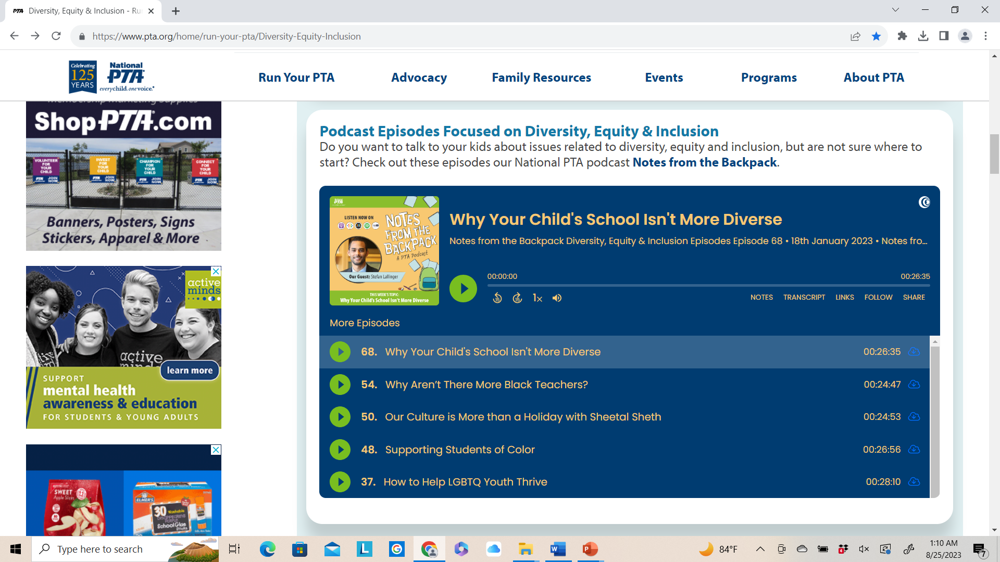 PTA Diversity, Equity & Inclusion - Ru
https://www.pta.org/home/run-your-pta/Diversity-Equity-Inclusion
Celebrating
125
YEARS
National
PTA
everychild.onevoice.
Run Your PTA
Advocacy
Family Resources
Events
Programs
About PTA
Membership Marketing Supplies
ShopPTA.com
VOLUNTEER FOR YOUR CHILD
PTA JOIN NOW
INVEST FOR YOUR CHILD
PTA JOIN NOW
CHAMPION FOR YOUR CHILD
PTA JOIN NOW
CONNECT FOR YOUR CHILD
PTA JOIN NOW
Banners, Posters, Signs
Stickers, Apparel & More
active
minds
active
minds
learn more
SUPPORT
mental health
awareness & education
FOR STUDENTS & YOUNG ADULTS
SWEET
Apple Slices
ELMER'S
30 Washable
DISAPPEARING
PURPLE
School Glue
Sticks
Podcast Episodes Focused on Diversity, Equity & Inclusion
Do you want to talk to your kids about issues related to diversity, equity and inclusion, but are not sure where to
start? Check out these episodes our National PTA podcast Notes from the Backpack.
National
PTA
LISTEN NOW ON
NOTES
FROM THE
BACKPACK
A PTA Podcast
Our Guest: Stefan Lallinger
THIS WEEK'S TOPIC:
Why Your Child's School Isn't More Diverse
Why Your Child's School Isn't More Diverse
Notes from the Backpack Diversity, Equity & Inclusion Episodes Episode 68 • 18th January 2023 • Notes fro...
00:00:00
00:26:35
15
15
1x
NOTES
TRANSCRIPT
LINKS
FOLLOW
SHARE
More Episodes
68. Why Your Child's School Isn't More Diverse 00:26:35
54. Why Aren’t There More Black Teachers? 00:24:47
50. Our Culture is More than a Holiday with Sheetal Sheth 00:24:53
48. Supporting Students of Color 00:26:56
37. How to Help LGBTQ Youth Thrive 00:28:10
Type here to search
L
G
W
P
84°F
4
1:10 AM
8/25/2023
7